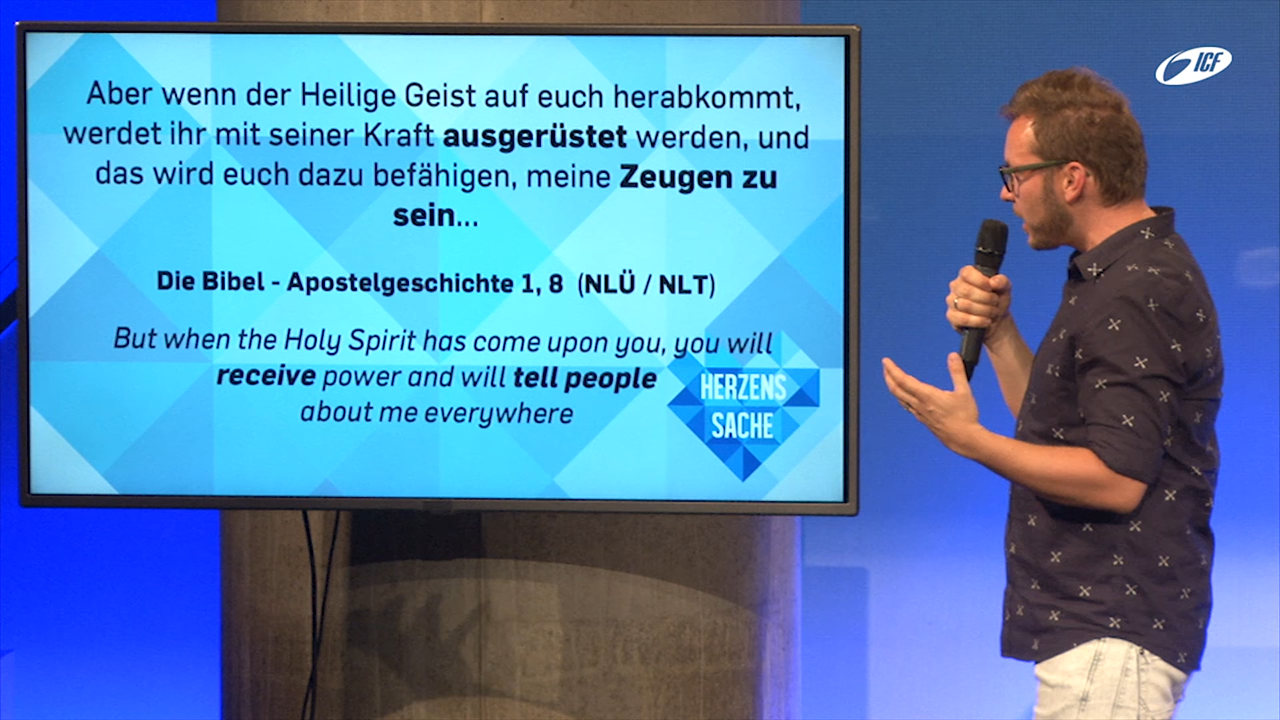 ICF
Aber wenn der Heilige Geist auf euch herabkommt,
werdet ihr mit seiner Kraft ausgerüstet werden, und
das wird euch dazu befähigen, meine Zeugen zu
sein...
Die Bibel - Apostelgeschichte 1, 8 (NLÜ / NLT)
But when the Holy Spirit has come upon you, you will
receive power and will tell people
about me everywhere
HERZENS
SACHE